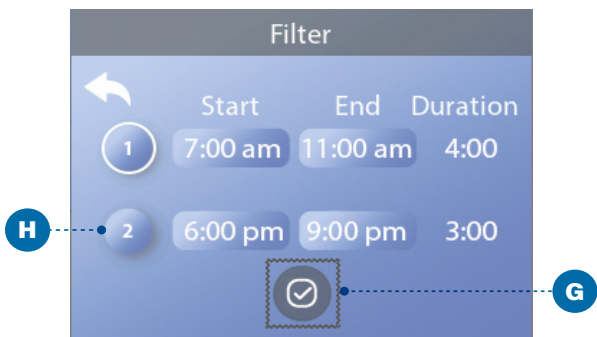 Filter
Start End Duration
1 7:00 am 11:00 am 4:00
H 2 6:00 pm 9:00 pm 3:00
G